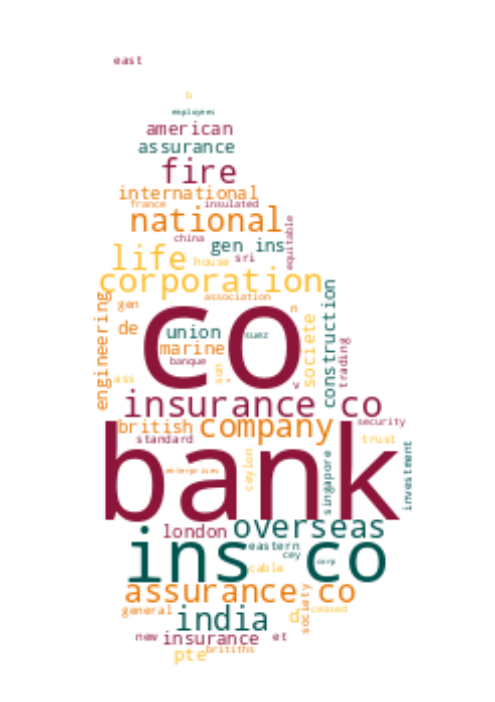 east
b
employees
american
assurance
fire
international
france insulated
national
china gen ins equitable
life house sri
corporation
engineering gen association n construction
co
de union suez societe
marine trading
banque
ass son v
insurance co
british company security
standard trust
bank
enterprises ceylon singapore investment
london overseas
eastern
ins co
cey corp
cable
assurance co
general society ceased
india d
new insurance et
pte britiths